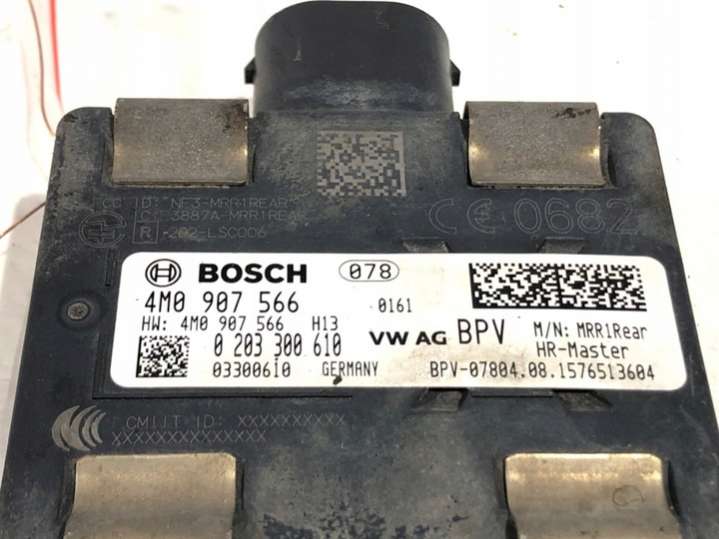 FCC ID: NF3-MRR1REAR
IC: 3887A-MRR1REAR
R 202-LSC006
CE 0682
BOSCH 078
4M0 907 566 0161
HW: 4M0 907 566 H13
VW AG BPV M/N: MRR1Rear
0 203 300 610 HR-Master
03300610 GERMANY BPV-07804.08.1576513604
CMIIT ID: XXXXXXXXXX
XXXXXXXXXXXXXX